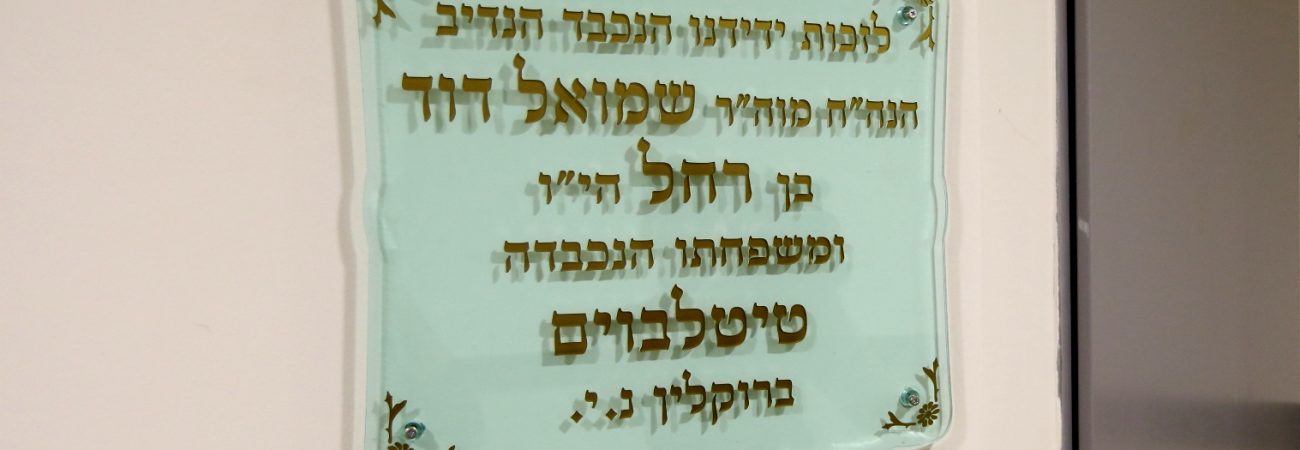 לזכות ידידנו הנכבד הנדיב
הנה"ח מוה"ר שמואל דוד
בן רחל הי"ו
ומשפחתו הנכבדה
טיטלבוים
ברוקלין נ. י.